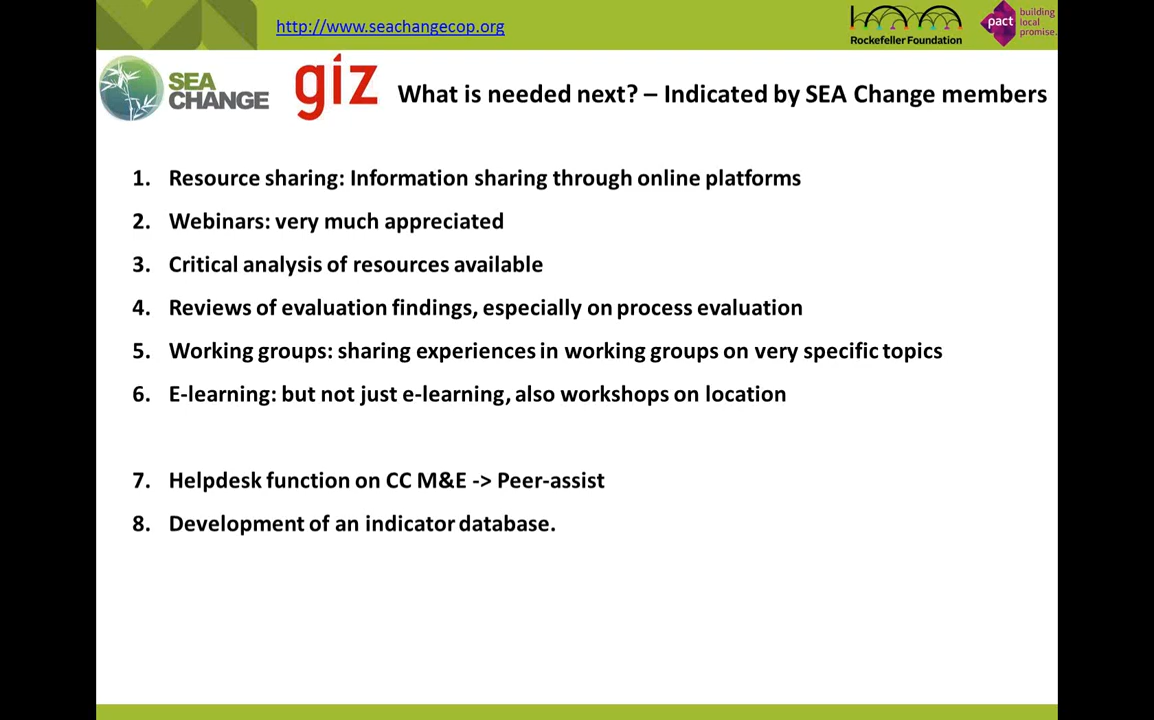 http://www.seachangecop.org
Rockefeller Foundation
pact
building
local
promise.
SEA
CHANGE
giz
What is needed next? – Indicated by SEA Change members
1. Resource sharing: Information sharing through online platforms
2. Webinars: very much appreciated
3. Critical analysis of resources available
4. Reviews of evaluation findings, especially on process evaluation
5. Working groups: sharing experiences in working groups on very specific topics
6. E-learning: but not just e-learning, also workshops on location
7. Helpdesk function on CC M&E -> Peer-assist
8. Development of an indicator database.